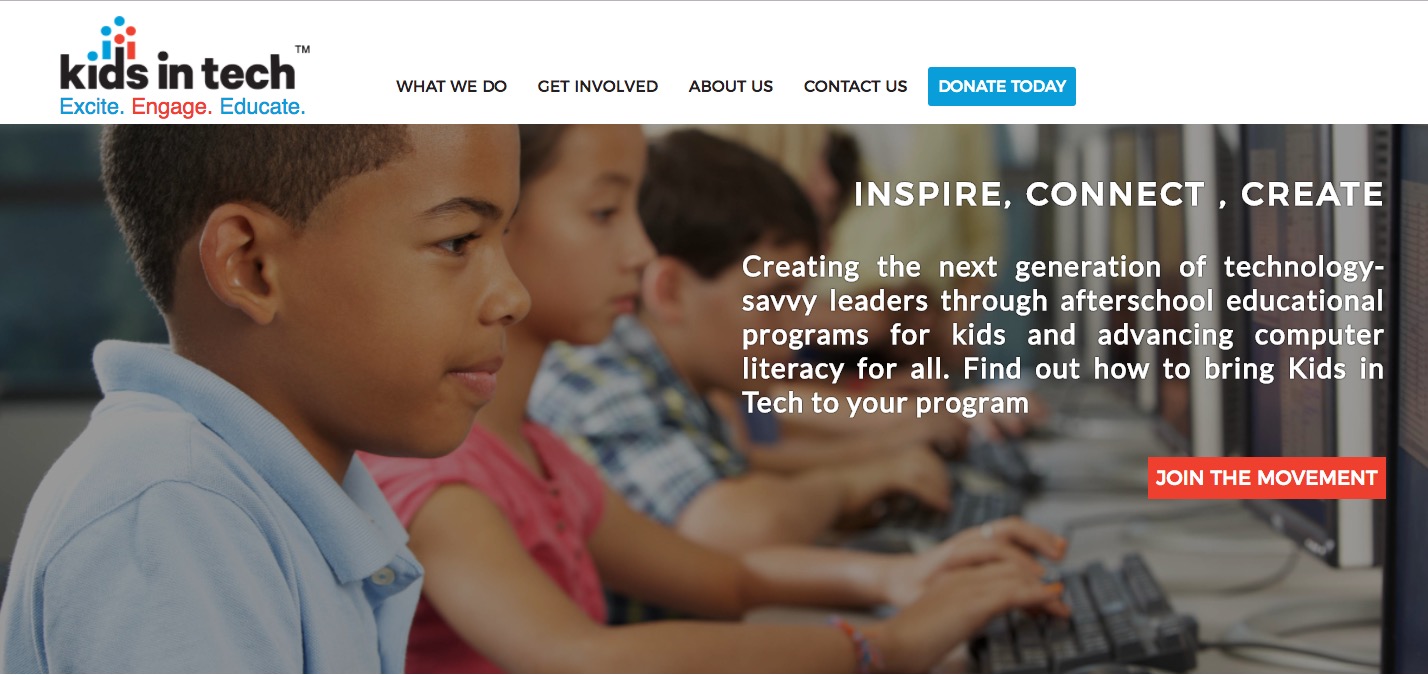 kids in tech™
Excite. Engage. Educate.
WHAT WE DO GET INVOLVED ABOUT US CONTACT US DONATE TODAY
INSPIRE, CONNECT , CREATE
Creating the next generation of technology-
savvy leaders through afterschool educational
programs for kids and advancing computer
literacy for all. Find out how to bring Kids in
Tech to your program
JOIN THE MOVEMENT